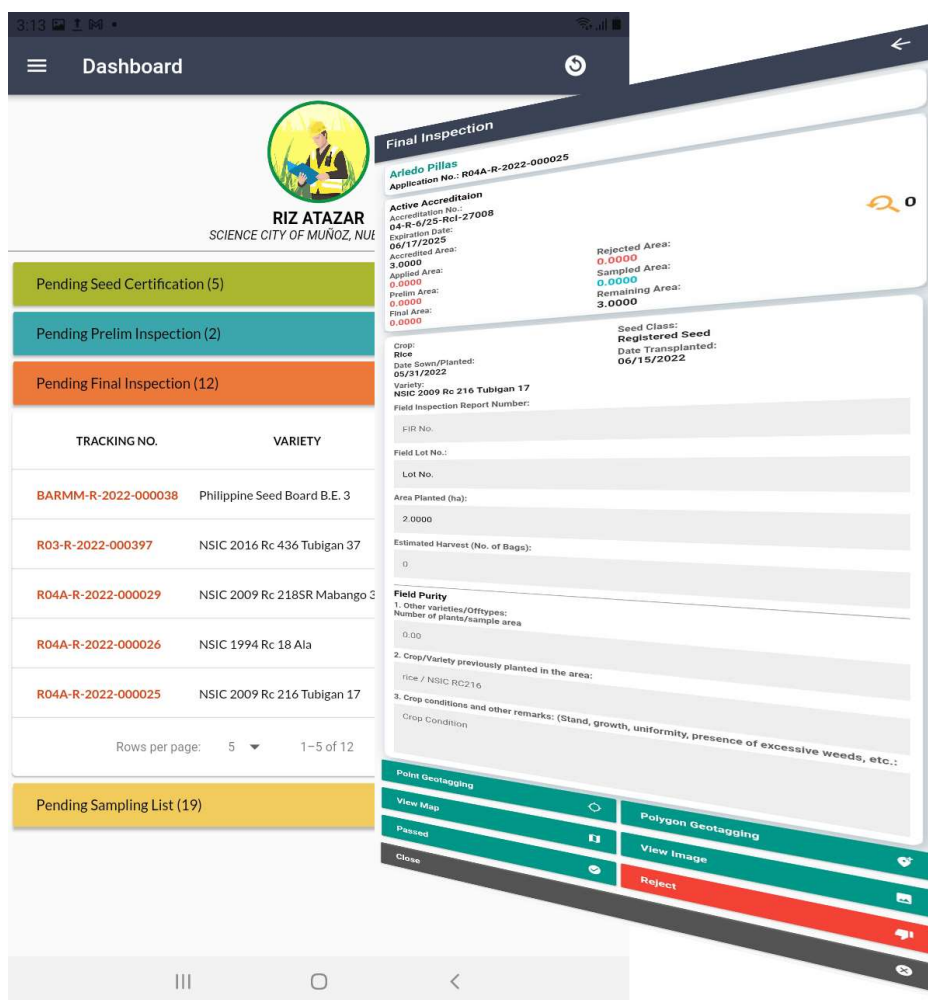 3:13
Dashboard
RIZ ATAZAR
SCIENCE CITY OF MUÑOZ, NUE
Pending Seed Certification (5)
Pending Prelim Inspection (2)
Pending Final Inspection (12)
TRACKING NO. VARIETY
BARMM-R-2022-000038 Philippine Seed Board B.E. 3
R03-R-2022-000397 NSIC 2016 Rc 436 Tubigan 37
R04A-R-2022-000029 NSIC 2009 Rc 218SR Mabango 3
R04A-R-2022-000026 NSIC 1994 Rc 18 Ala
R04A-R-2022-000025 NSIC 2009 Rc 216 Tubigan 17
Rows per page: 5 1–5 of 12
Pending Sampling List (19)
Final Inspection
Arledo Pillas
Application No.: R04A-R-2022-000025
Active Accreditaion
0
Accreditation No.:
04-R-6/25-Rcl-27008
Expiration Date:
06/17/2025
Accredited Area:
3.0000
Applied Area:
0.0000
Prelim Area:
0.0000
Final Area:
0.0000
Rejected Area:
0.0000
Sampled Area:
0.0000
Remaining Area:
3.0000
Crop:
Rice
Date Sown/Planted:
05/31/2022
Variety:
NSIC 2009 Rc 216 Tubigan 17
Seed Class:
Registered Seed
Date Transplanted:
06/15/2022
Field Inspection Report Number:
FIR No.
Field Lot No.:
Lot No.
Area Planted (ha):
2.0000
Estimated Harvest (No. of Bags):
0
Field Purity
1. Other varieties/Offtypes:
Number of plants/sample area
0.00
2. Crop/Variety previously planted in the area:
rice / NSIC RC216
3. Crop conditions and other remarks: (Stand, growth, uniformity, presence of excessive weeds, etc.:
Crop Condition
Point Geotagging
Polygon Geotagging
View Map
View Image
Passed
Reject
Close